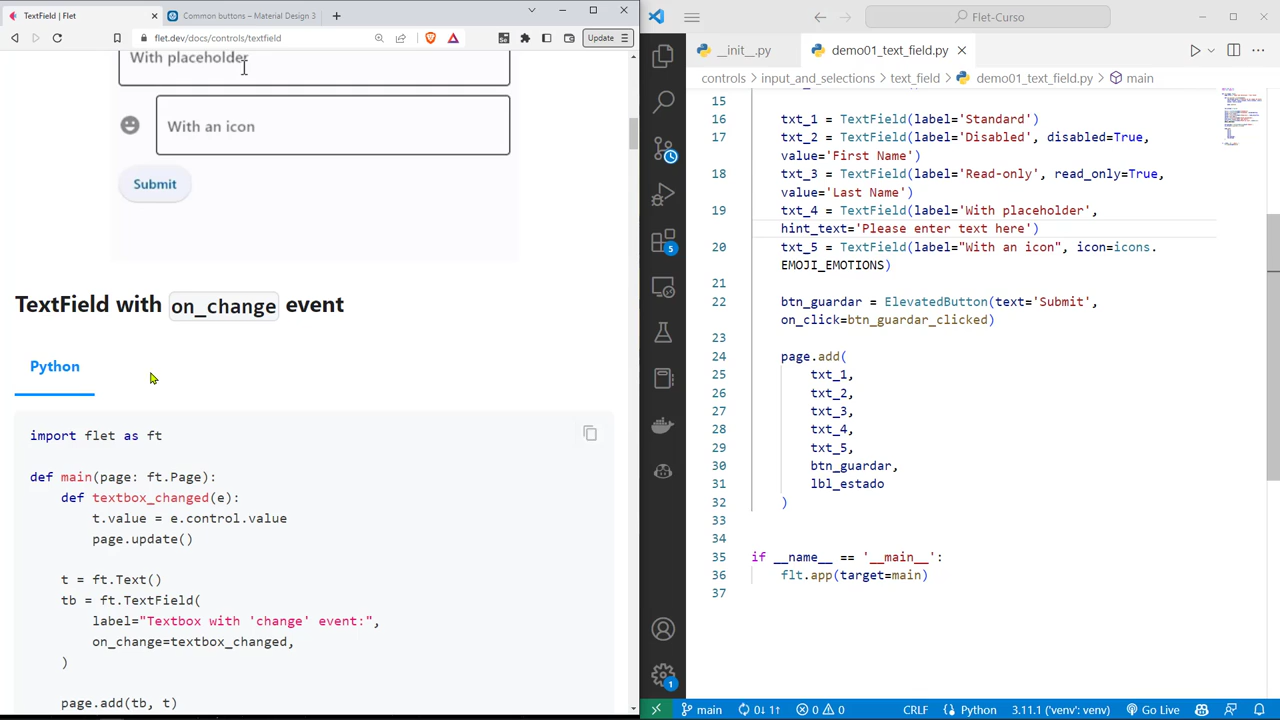 TextField | Flet
Common buttons – Material Design 3
flet.dev/docs/controls/textfield
Update
With placeholder
With an icon
Submit
TextField with on_change event
Python
import flet as ft
def main(page: ft.Page):
def textbox_changed(e):
t.value = e.control.value
page.update()
t = ft.Text()
tb = ft.TextField(
label="Textbox with 'change' event:",
on_change=textbox_changed,
)
page.add(tb, t)
Flet-Curso
__init__.py
demo01_text_field.py
controls > input_and_selections > text_field > demo01_text_field.py > main
15
16 txt_1 = TextField(label='Standard')
17 txt_2 = TextField(label='Disabled', disabled=True,
value='First Name')
18 txt_3 = TextField(label='Read-only', read_only=True,
value='Last Name')
19 txt_4 = TextField(label='With placeholder',
hint_text='Please enter text here')
20 txt_5 = TextField(label="With an icon", icon=icons.
EMOJI_EMOTIONS)
21
22 btn_guardar = ElevatedButton(text='Submit',
on_click=btn_guardar_clicked)
23
24 page.add(
25 txt_1,
26 txt_2,
27 txt_3,
28 txt_4,
29 txt_5,
30 btn_guardar,
31 lbl_estado
32 )
33
34
35 if __name__ == '__main__':
36 flt.app(target=main)
37
5
1
main
0↓ 1↑
0
0
CRLF
Python
3.11.1 ('venv': venv)
Go Live